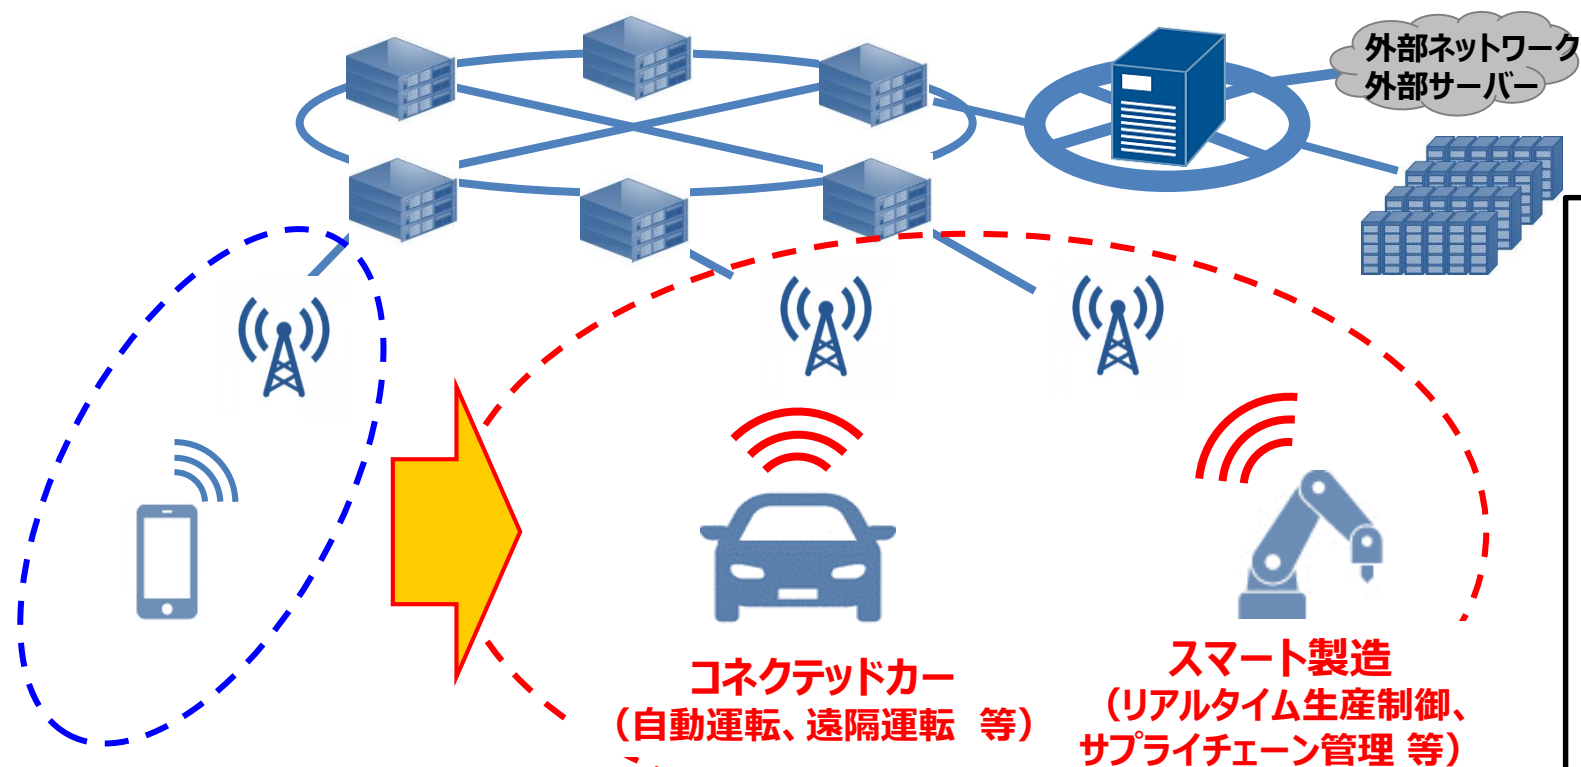 外部ネットワーク
外部サーバー
コネクテッドカー
（自動運転、遠隔運転　等）
スマート製造
（リアルタイム生産制御、
サプライチェーン管理 等）